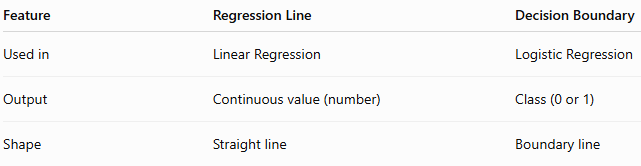 Feature Regression Line Decision Boundary
Used in Linear Regression Logistic Regression
Output Continuous value (number) Class (0 or 1)
Shape Straight line Boundary line